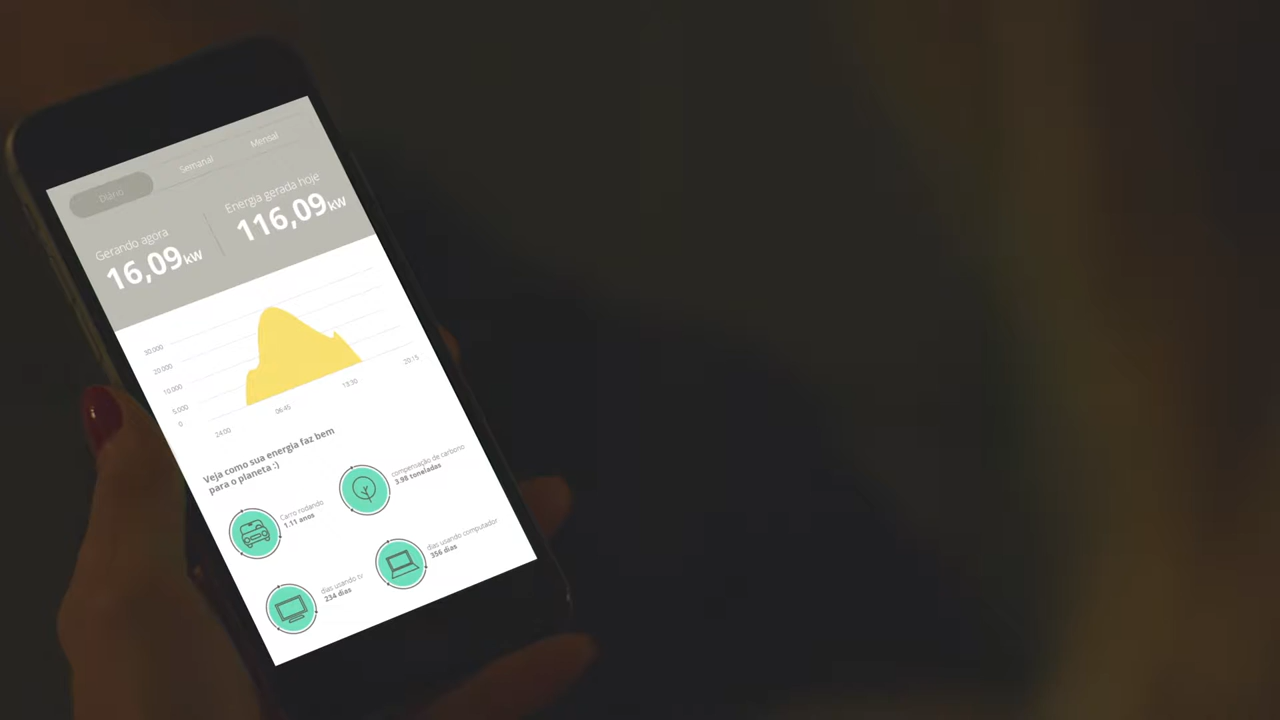 Diário
Semanal
Mensal
Gerando agora
16,09kW
Energia gerada hoje
116,09kW
30.000
20.000
10.000
5.000
0
24:00
06:45
13:30
20:15
Veja como sua energia faz bem
para o planeta :)
Carro rodando
1.11 anos
compensação de carbono
3.98 toneladas
dias usando tv
234 dias
dias usando computador
356 dias